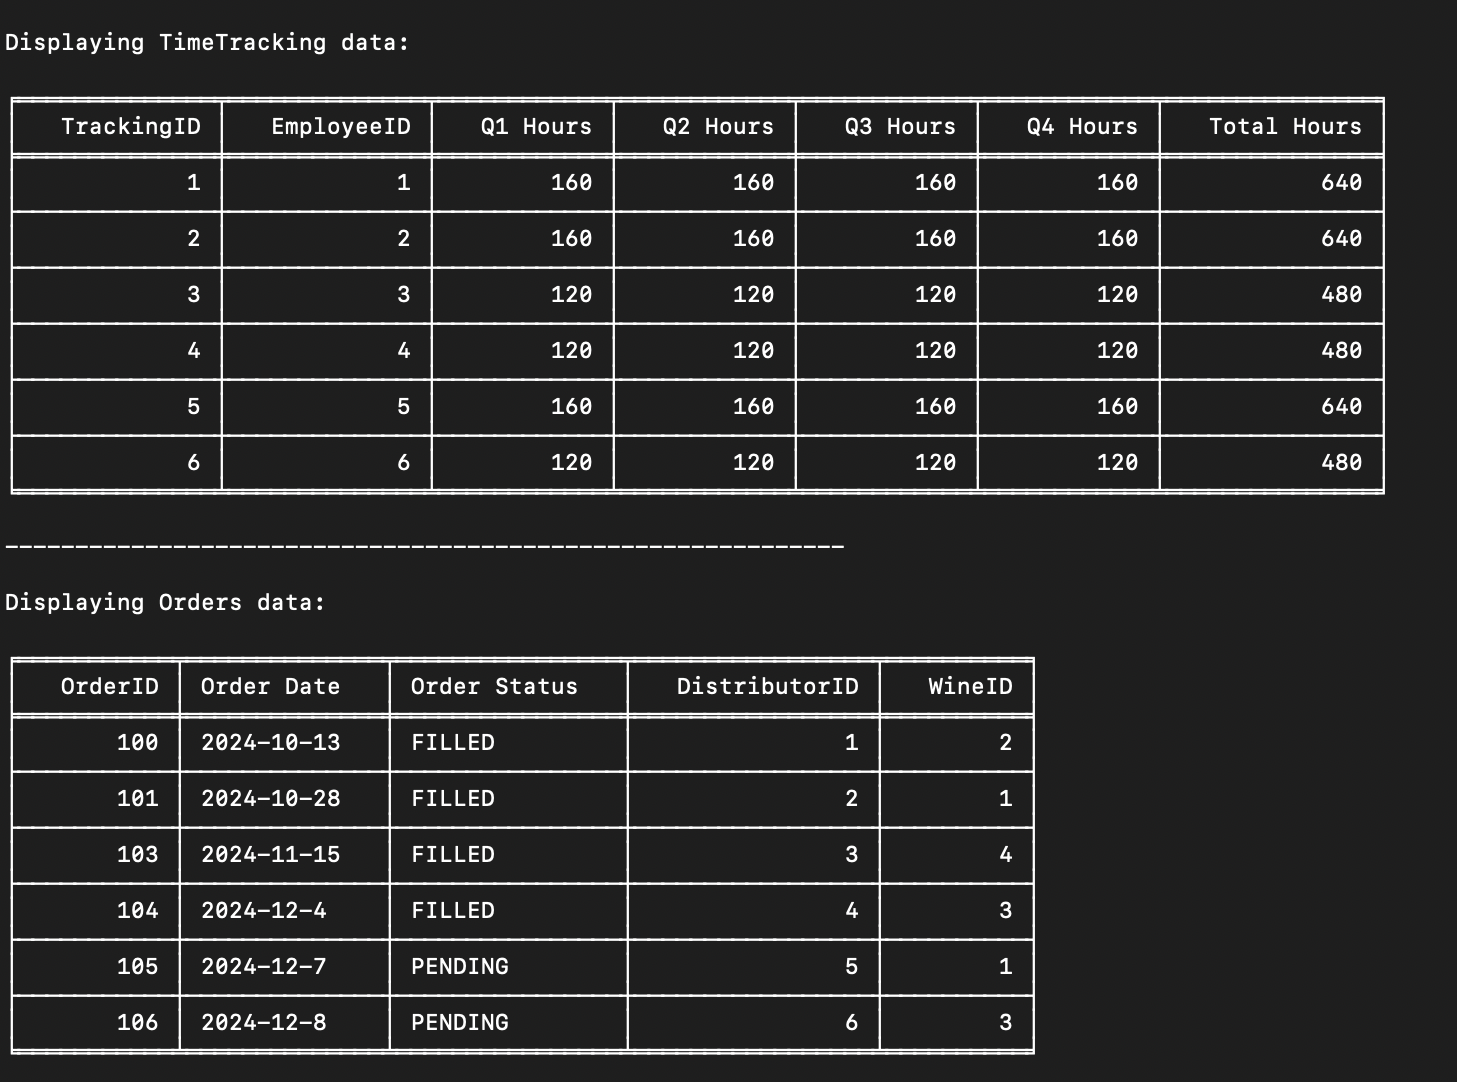 Displaying TimeTracking data:
TrackingID EmployeeID Q1 Hours Q2 Hours Q3 Hours Q4 Hours Total Hours
1 1 160 160 160 160 640
2 2 160 160 160 160 640
3 3 120 120 120 120 480
4 4 120 120 120 120 480
5 5 160 160 160 160 640
6 6 120 120 120 120 480
------------------------------------------------------------
Displaying Orders data:
OrderID Order Date Order Status DistributorID WineID
100 2024-10-13 FILLED 1 2
101 2024-10-28 FILLED 2 1
103 2024-11-15 FILLED 3 4
104 2024-12-4 FILLED 4 3
105 2024-12-7 PENDING 5 1
106 2024-12-8 PENDING 6 3